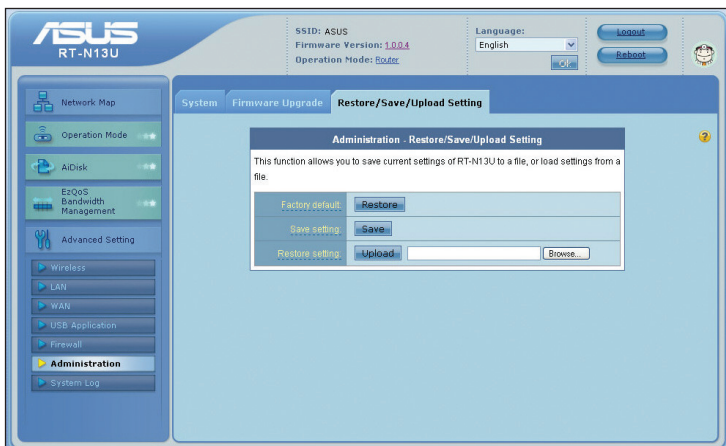 ASUS
RT-N13U
SSID: ASUS
Firmware Version: 1.0.0.4
Operation Mode: Router
Language:
English
OK
Logout
Reboot
Network Map
Operation Mode
AiDisk
EzQoS
Bandwidth
Management
Advanced Setting
Wireless
LAN
WAN
USB Application
Firewall
Administration
System Log
System
Firmware Upgrade
Restore/Save/Upload Setting
Administration - Restore/Save/Upload Setting
This function allows you to save current settings of RT-N13U to a file, or load settings from a
file.
Factory default: Restore
Save setting: Save
Restore setting: Upload Browse...